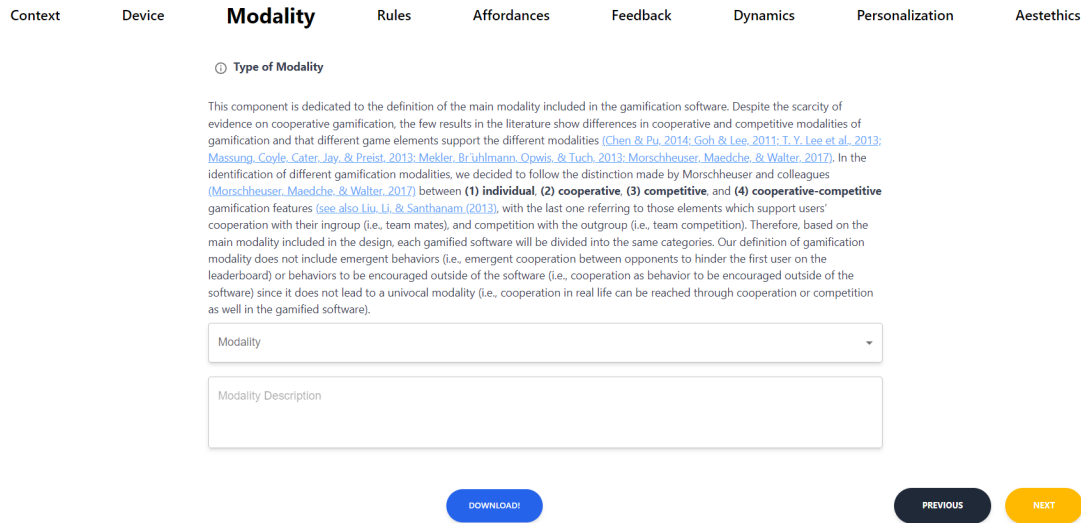 Context Device Modality Rules Affordances Feedback Dynamics Personalization Aestethics
Type of Modality
This component is dedicated to the definition of the main modality included in the gamification software. Despite the scarcity of
evidence on cooperative gamification, the few results in the literature show differences in cooperative and competitive modalities of
gamification and that different game elements support the different modalities (Chen & Pu, 2014; Goh & Lee, 2011; T. Y. Lee et al., 2013;
Massung, Coyle, Cater, Jay, & Preist, 2013; Mekler, Br¨uhlmann, Opwis, & Tuch, 2013; Morschheuser, Maedche, & Walter, 2017). In the
identification of different gamification modalities, we decided to follow the distinction made by Morschheuser and colleagues
(Morschheuser, Maedche, & Walter, 2017) between (1) individual, (2) cooperative, (3) competitive, and (4) cooperative-competitive
gamification features (see also Liu, Li, & Santhanam (2013), with the last one referring to those elements which support users'
cooperation with their ingroup (i.e., team mates), and competition with the outgroup (i.e., team competition). Therefore, based on the
main modality included in the design, each gamified software will be divided into the same categories. Our definition of gamification
modality does not include emergent behaviors (i.e., emergent cooperation between opponents to hinder the first user on the
leaderboard) or behaviors to be encouraged outside of the software (i.e., cooperation as behavior to be encouraged outside of the
software) since it does not lead to a univocal modality (i.e., cooperation in real life can be reached through cooperation or competition
as well in the gamified software).
Modality
Modality Description
DOWNLOAD! PREVIOUS NEXT